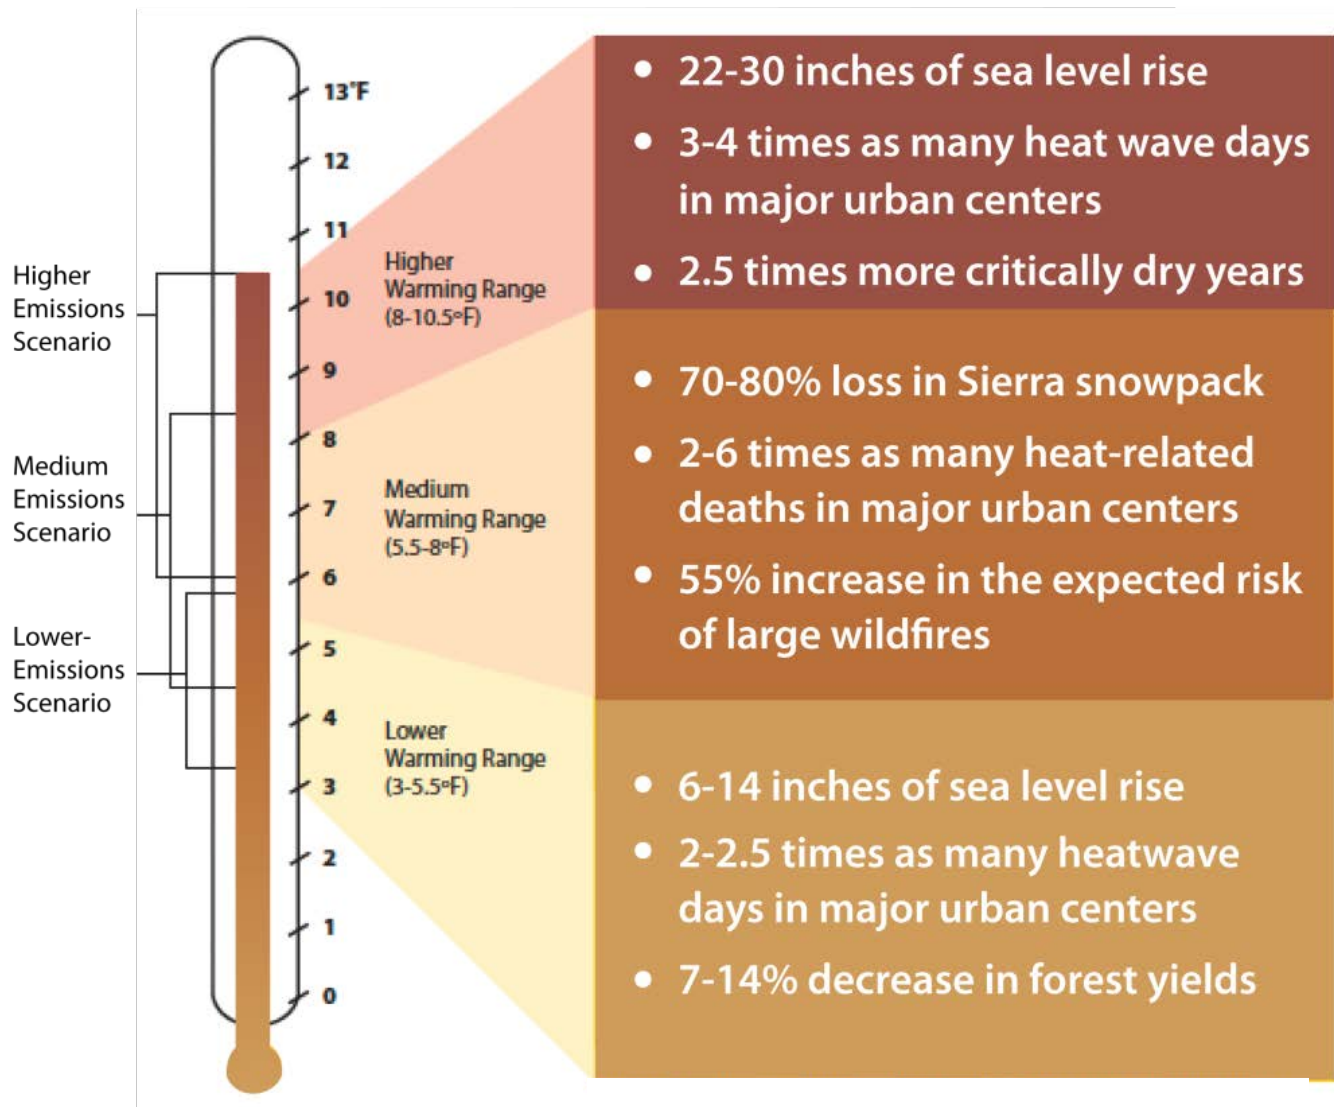 13°F
12
11
10
9
8
7
6
5
4
3
2
1
0
Higher
Emissions
Scenario
Medium
Emissions
Scenario
Lower-
Emissions
Scenario
Higher
Warming Range
(8-10.5ºF)
Medium
Warming Range
(5.5-8ºF)
Lower
Warming Range
(3-5.5ºF)
• 22-30 inches of sea level rise
• 3-4 times as many heat wave days
in major urban centers
• 2.5 times more critically dry years
• 70-80% loss in Sierra snowpack
• 2-6 times as many heat-related
deaths in major urban centers
• 55% increase in the expected risk
of large wildfires
• 6-14 inches of sea level rise
• 2-2.5 times as many heatwave
days in major urban centers
• 7-14% decrease in forest yields